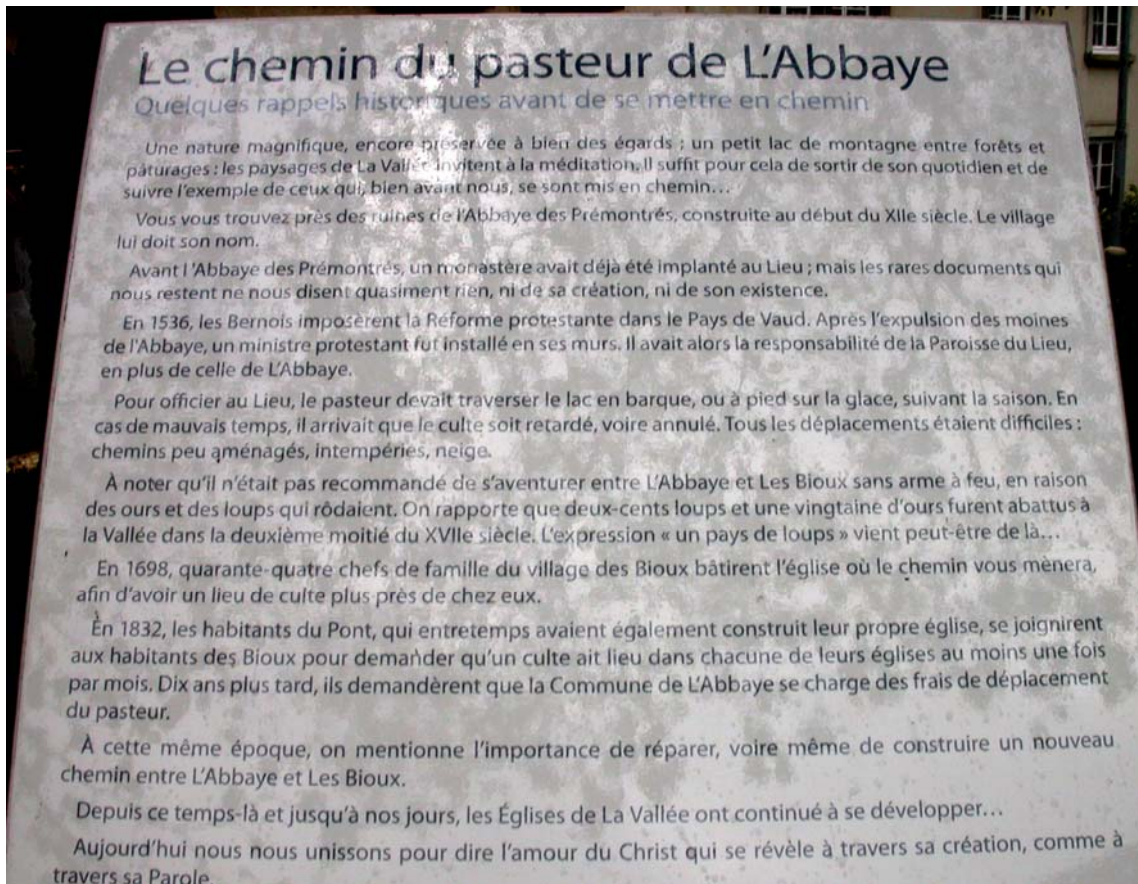 Le chemin du pasteur de L'Abbaye
Quelques rappels historiques avant de se mettre en chemin
Une nature magnifique, encore préservée à bien des égards ; un petit lac de montagne entre forêts et
pâturages : les paysages de La Vallée invitent à la méditation. Il suffit pour cela de sortir de son quotidien et de
suivre l'exemple de ceux qui, bien avant nous, se sont mis en chemin…
Vous vous trouvez près des ruines de l'Abbaye des Prémontrés, construite au début du XIIe siècle. Le village
lui doit son nom.
Avant l'Abbaye des Prémontrés, un monastère avait déjà été implanté au Lieu ; mais les rares documents qui
nous restent ne nous disent quasiment rien, ni de sa création, ni de son existence.
En 1536, les Bernois imposèrent la Réforme protestante dans le Pays de Vaud. Après l'expulsion des moines
de l'Abbaye, un ministre protestant fut installé en ses murs. Il avait alors la responsabilité de la Paroisse du Lieu,
en plus de celle de L'Abbaye.
Pour officier au Lieu, le pasteur devait traverser le lac en barque, ou à pied sur la glace, suivant la saison. En
cas de mauvais temps, il arrivait que le culte soit retardé, voire annulé. Tous les déplacements étaient difficiles :
chemins peu aménagés, intempéries, neige.
À noter qu'il n'était pas recommandé de s'aventurer entre L'Abbaye et Les Bioux sans arme à feu, en raison
des ours et des loups qui rôdaient. On rapporte que deux-cents loups et une vingtaine d'ours furent abattus à
la Vallée dans la deuxième moitié du XVIIe siècle. L'expression « un pays de loups » vient peut-être de là…
En 1698, quarante-quatre chefs de famille du village des Bioux bâtirent l'église où le chemin vous mènera,
afin d'avoir un lieu de culte plus près de chez eux.
En 1832, les habitants du Pont, qui entretemps avaient également construit leur propre église, se joignirent
aux habitants des Bioux pour demander qu'un culte ait lieu dans chacune de leurs églises au moins une fois
par mois. Dix ans plus tard, ils demandèrent que la Commune de L'Abbaye se charge des frais de déplacement
du pasteur.
À cette même époque, on mentionne l'importance de réparer, voire même de construire un nouveau
chemin entre L'Abbaye et Les Bioux.
Depuis ce temps-là et jusqu'à nos jours, les Églises de La Vallée ont continué à se développer…
Aujourd'hui nous nous unissons pour dire l'amour du Christ qui se révèle à travers sa création, comme à
travers sa Parole.